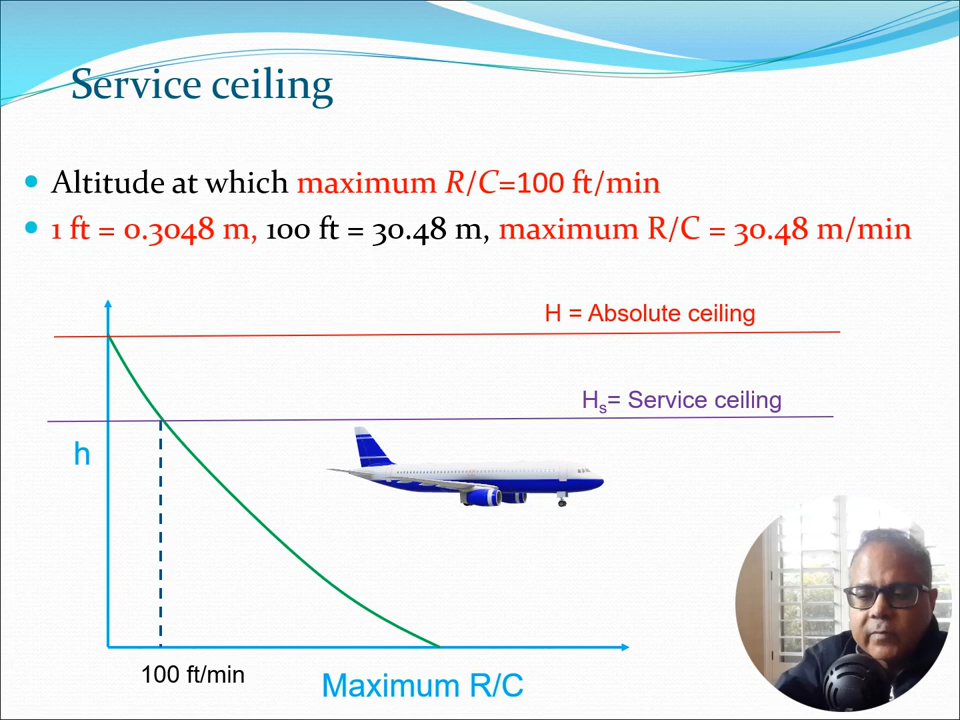 Service ceiling
Altitude at which maximum R/C=100 ft/min
1 ft = 0.3048 m, 100 ft = 30.48 m, maximum R/C = 30.48 m/min
H = Absolute ceiling
Hs= Service ceiling
h
100 ft/min
Maximum R/C